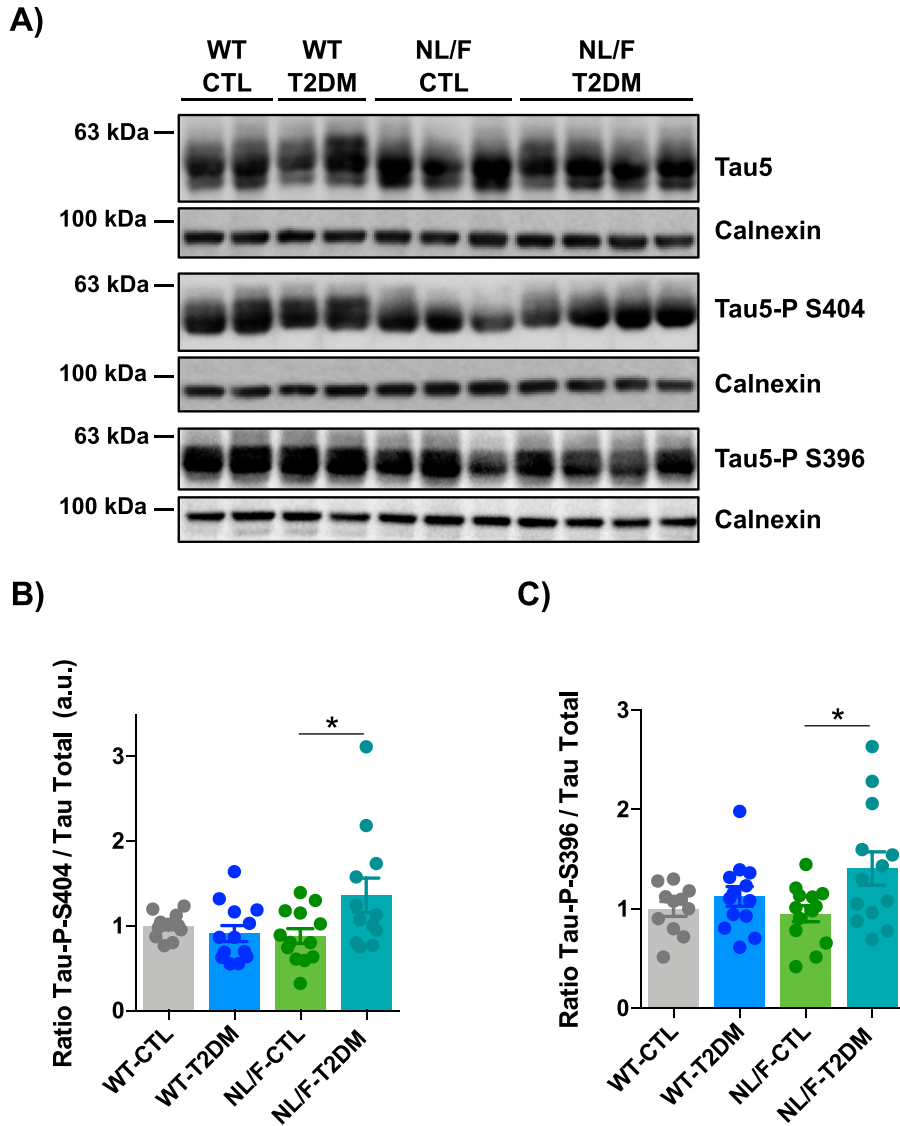 A)
WT WT NL/F NL/F
CTL T2DM CTL T2DM
63 kDa
Tau5
100 kDa
Calnexin
63 kDa
Tau5-P S404
100 kDa
Calnexin
63 kDa
Tau5-P S396
100 kDa
Calnexin
B)
Ratio Tau-P-S404 / Tau Total (a.u.)
3
2
1
0
*
WT-CTL
WT-T2DM
NL/F-CTL
NL/F-T2DM
C)
Ratio Tau-P-S396 / Tau Total
3
2
1
0
*
WT-CTL
WT-T2DM
NL/F-CTL
NL/F-T2DM